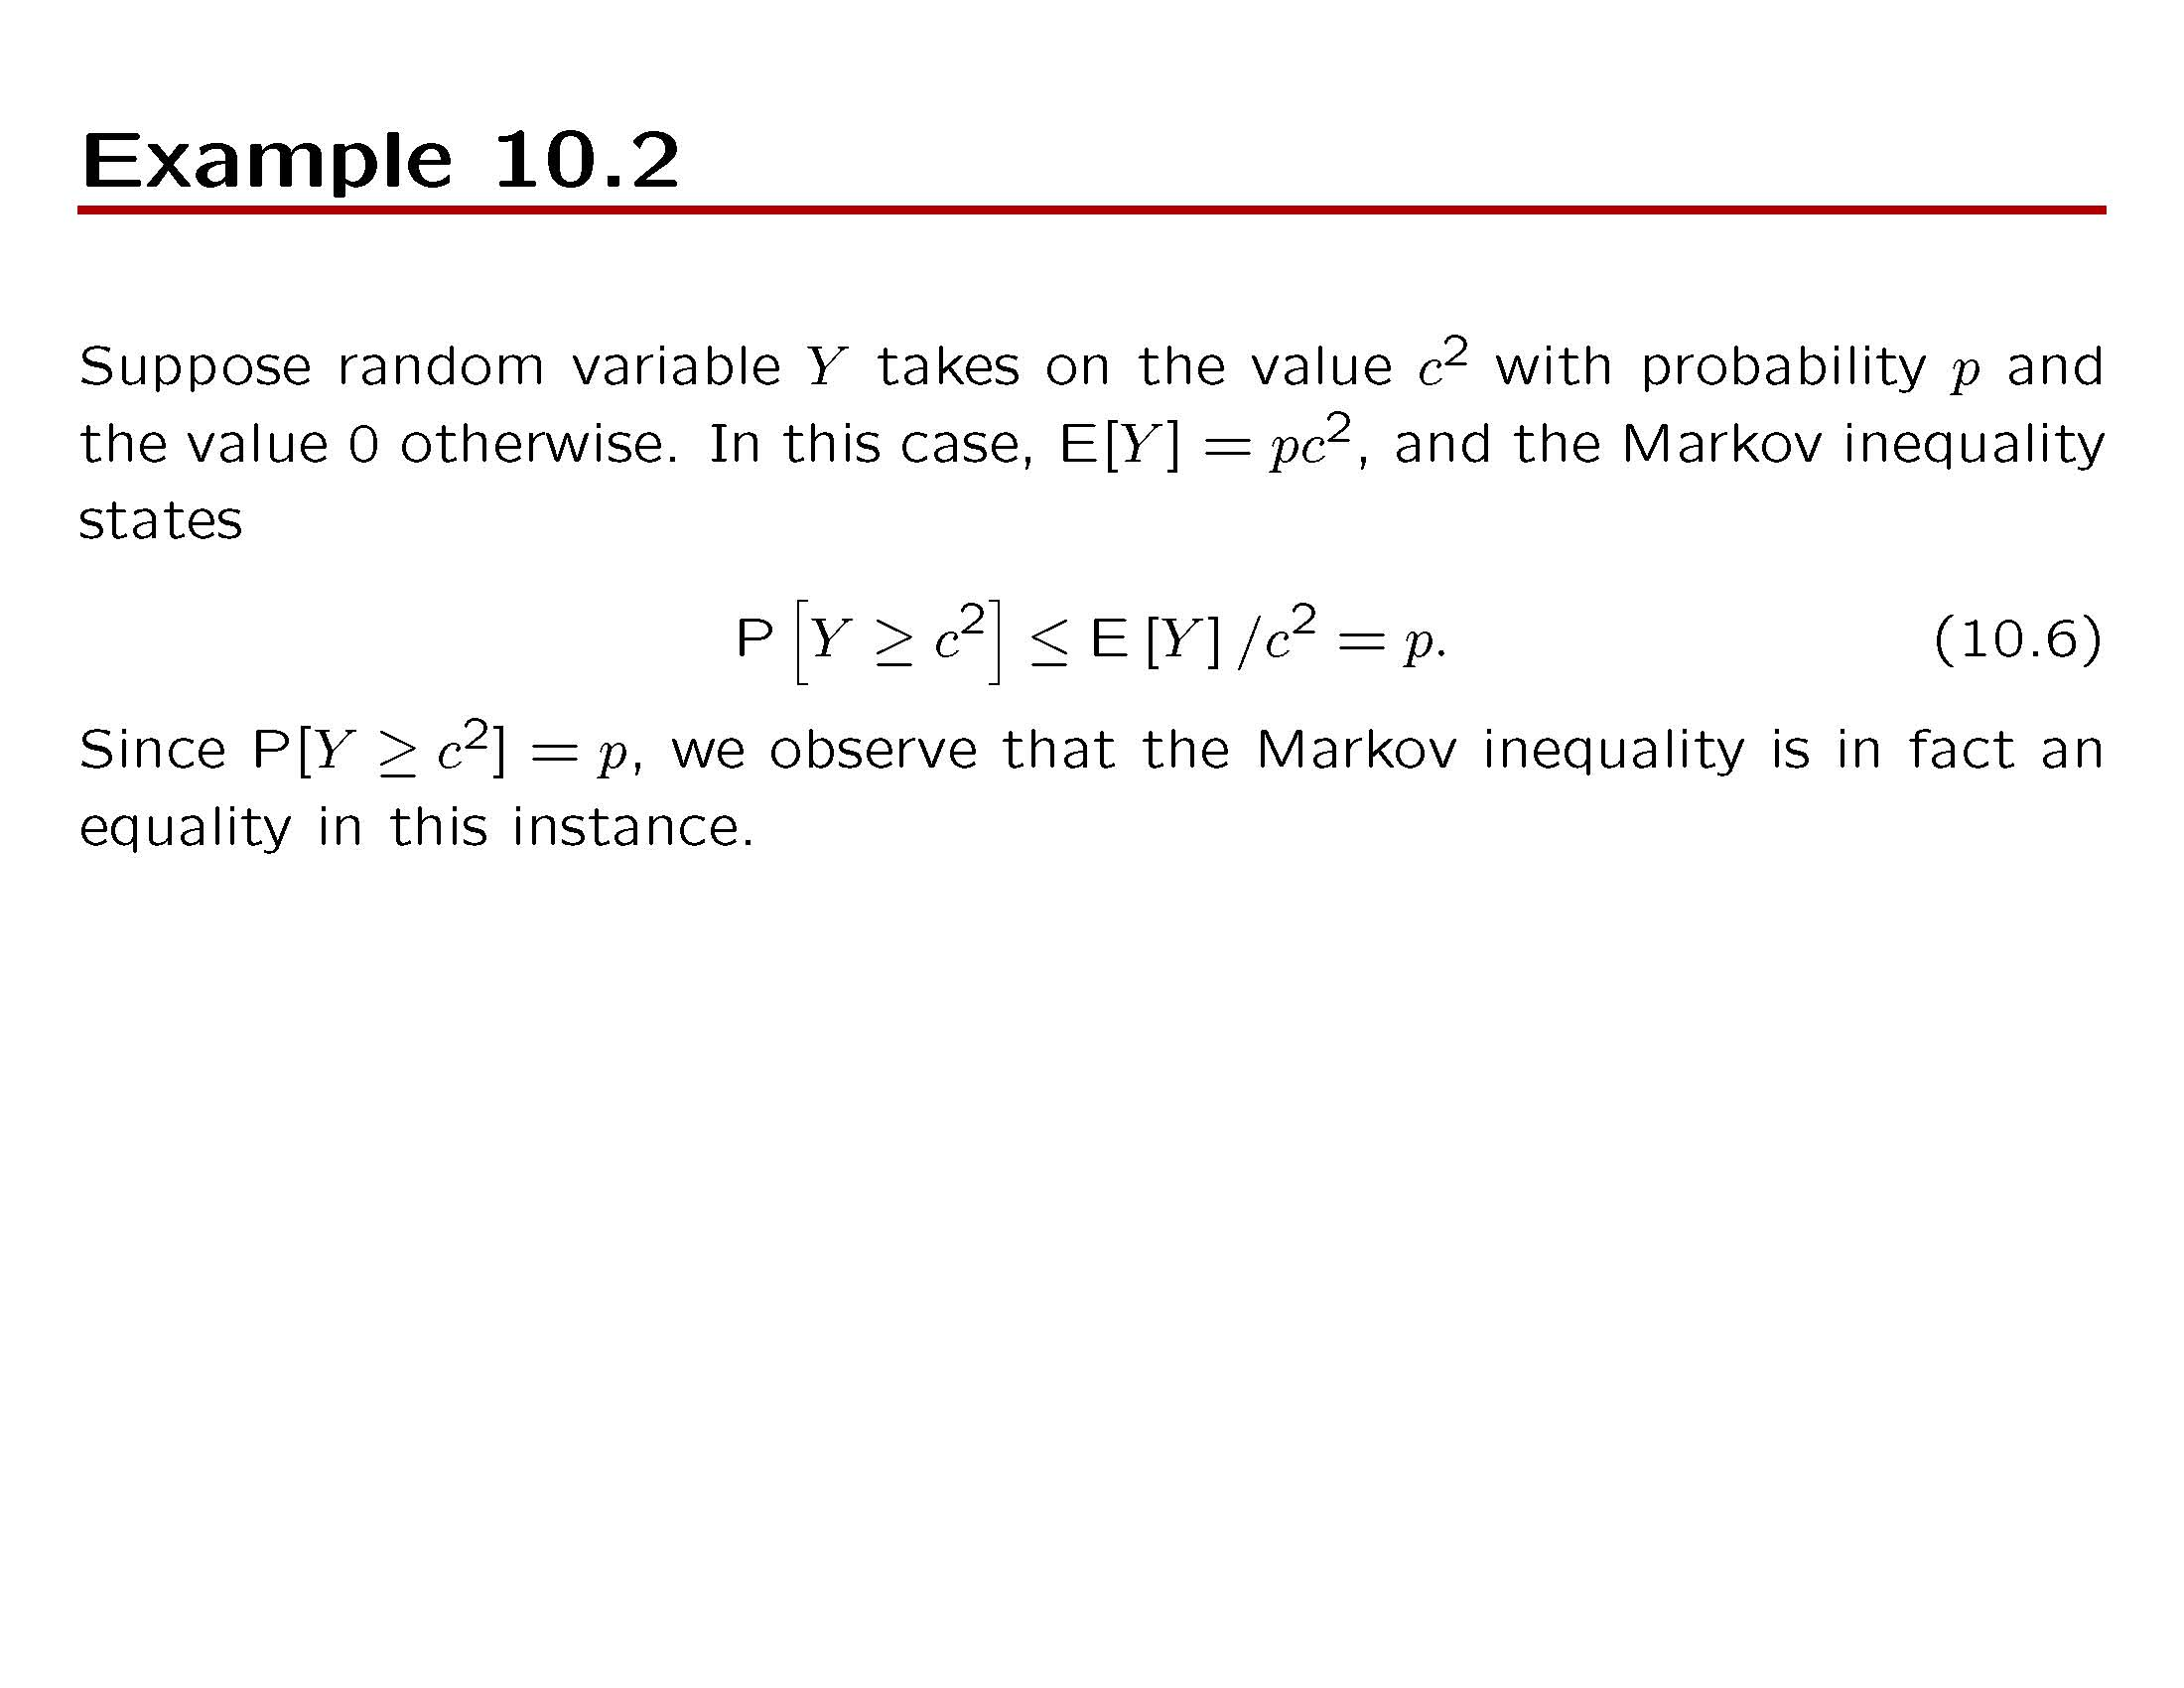 Example 10.2
Suppose random variable Y takes on the value c² with probability p and
the value 0 otherwise. In this case, E[Y] = pc², and the Markov inequality
states
P [Y ≥ c²] ≤ E [Y] /c² = p. (10.6)
Since P[Y ≥ c²] = p, we observe that the Markov inequality is in fact an
equality in this instance.